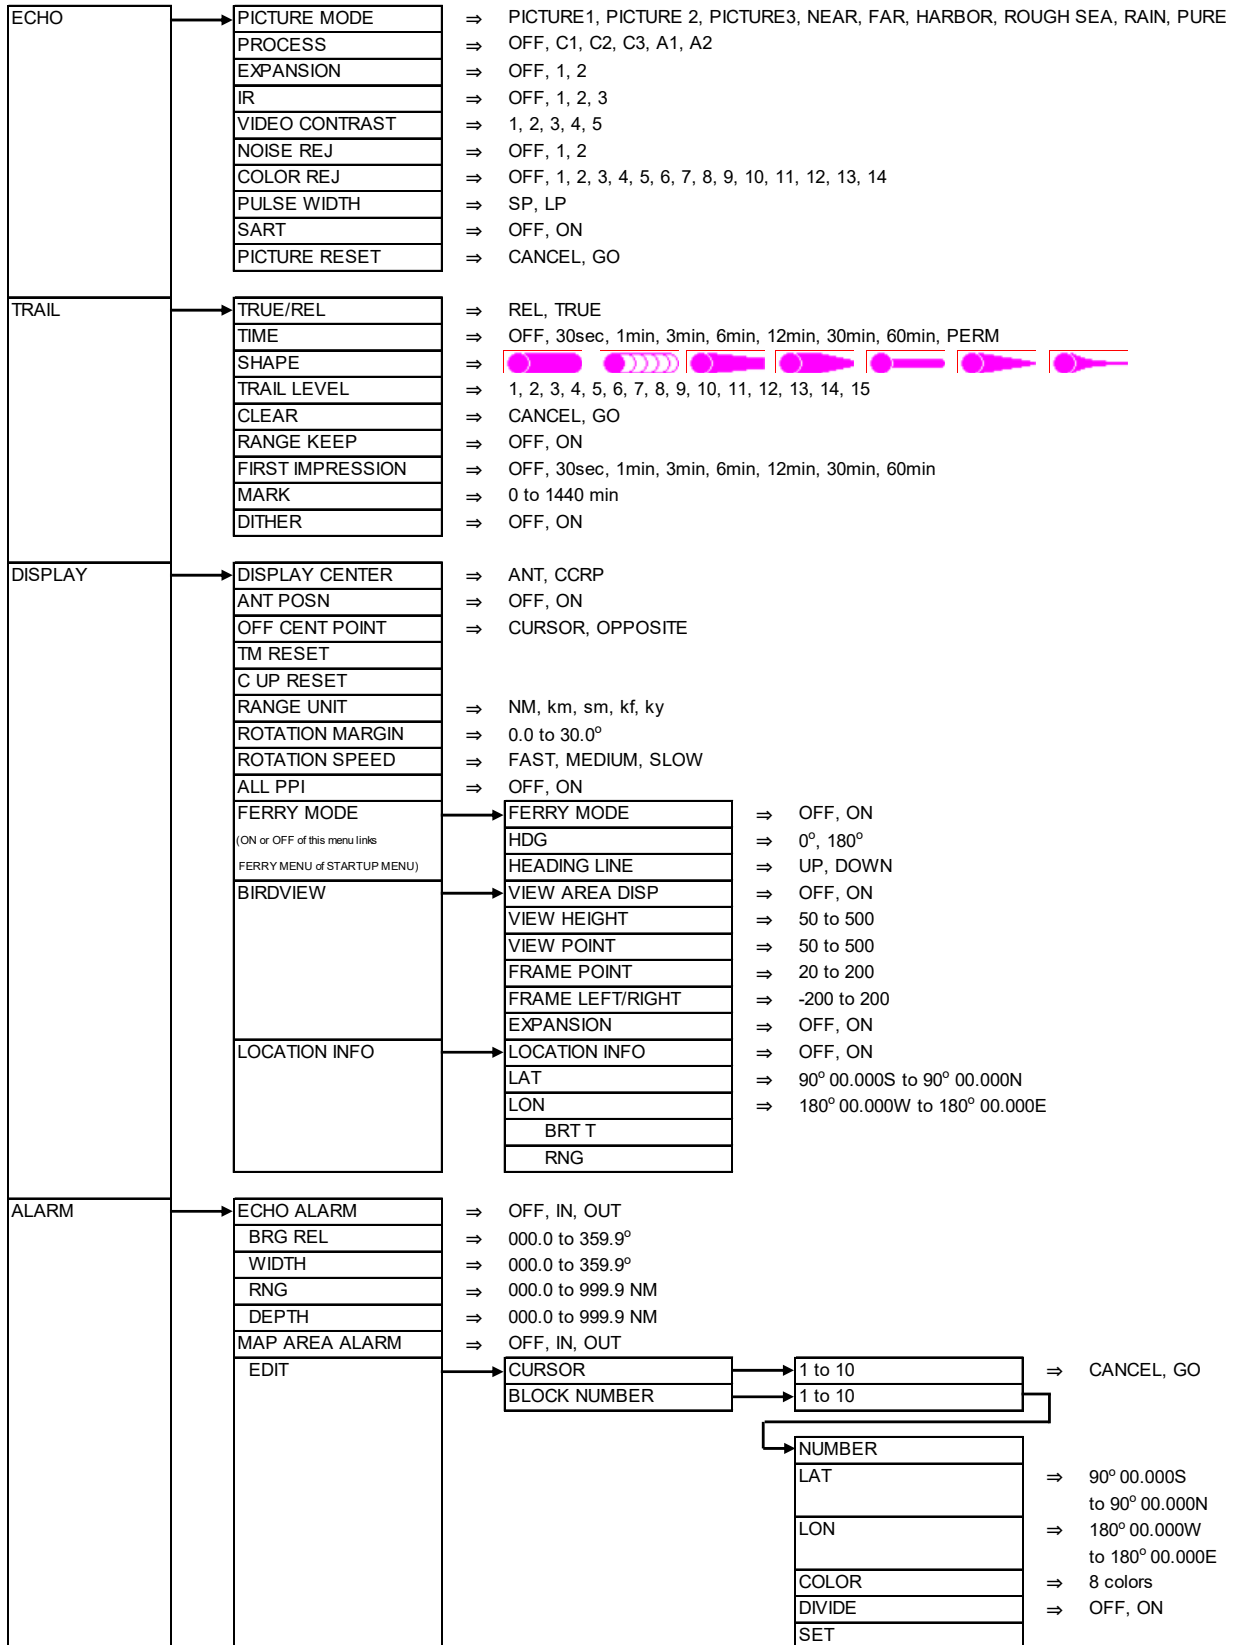 ECHO PICTURE MODE ⇒ PICTURE1, PICTURE 2, PICTURE3, NEAR, FAR, HARBOR, ROUGH SEA, RAIN, PURE
PROCESS ⇒ OFF, C1, C2, C3, A1, A2
EXPANSION ⇒ OFF, 1, 2
IR ⇒ OFF, 1, 2, 3
VIDEO CONTRAST ⇒ 1, 2, 3, 4, 5
NOISE REJ ⇒ OFF, 1, 2
COLOR REJ ⇒ OFF, 1, 2, 3, 4, 5, 6, 7, 8, 9, 10, 11, 12, 13, 14
PULSE WIDTH ⇒ SP, LP
SART ⇒ OFF, ON
PICTURE RESET ⇒ CANCEL, GO
TRAIL TRUE/REL ⇒ REL, TRUE
TIME ⇒ OFF, 30sec, 1min, 3min, 6min, 12min, 30min, 60min, PERM
SHAPE ⇒
TRAIL LEVEL ⇒ 1, 2, 3, 4, 5, 6, 7, 8, 9, 10, 11, 12, 13, 14, 15
CLEAR ⇒ CANCEL, GO
RANGE KEEP ⇒ OFF, ON
FIRST IMPRESSION ⇒ OFF, 30sec, 1min, 3min, 6min, 12min, 30min, 60min
MARK ⇒ 0 to 1440 min
DITHER ⇒ OFF, ON
DISPLAY DISPLAY CENTER ⇒ ANT, CCRP
ANT POSN ⇒ OFF, ON
OFF CENT POINT ⇒ CURSOR, OPPOSITE
TM RESET
C UP RESET
RANGE UNIT ⇒ NM, km, sm, kf, ky
ROTATION MARGIN ⇒ 0.0 to 30.0°
ROTATION SPEED ⇒ FAST, MEDIUM, SLOW
ALL PPI ⇒ OFF, ON
FERRY MODE FERRY MODE ⇒ OFF, ON
(ON or OFF of this menu links HDG ⇒ 0°, 180°
FERRY MENU of STARTUP MENU) HEADING LINE ⇒ UP, DOWN
BIRDVIEW VIEW AREA DISP ⇒ OFF, ON
VIEW HEIGHT ⇒ 50 to 500
VIEW POINT ⇒ 50 to 500
FRAME POINT ⇒ 20 to 200
FRAME LEFT/RIGHT ⇒ -200 to 200
EXPANSION ⇒ OFF, ON
LOCATION INFO LOCATION INFO ⇒ OFF, ON
LAT ⇒ 90° 00.000S to 90° 00.000N
LON ⇒ 180° 00.000W to 180° 00.000E
BRT T
RNG
ALARM ECHO ALARM ⇒ OFF, IN, OUT
BRG REL ⇒ 000.0 to 359.9°
WIDTH ⇒ 000.0 to 359.9°
RNG ⇒ 000.0 to 999.9 NM
DEPTH ⇒ 000.0 to 999.9 NM
MAP AREA ALARM ⇒ OFF, IN, OUT
EDIT CURSOR 1 to 10 ⇒ CANCEL, GO
BLOCK NUMBER 1 to 10
NUMBER
LAT ⇒ 90° 00.000S
to 90° 00.000N
LON ⇒ 180° 00.000W
to 180° 00.000E
COLOR ⇒ 8 colors
DIVIDE ⇒ OFF, ON
SET